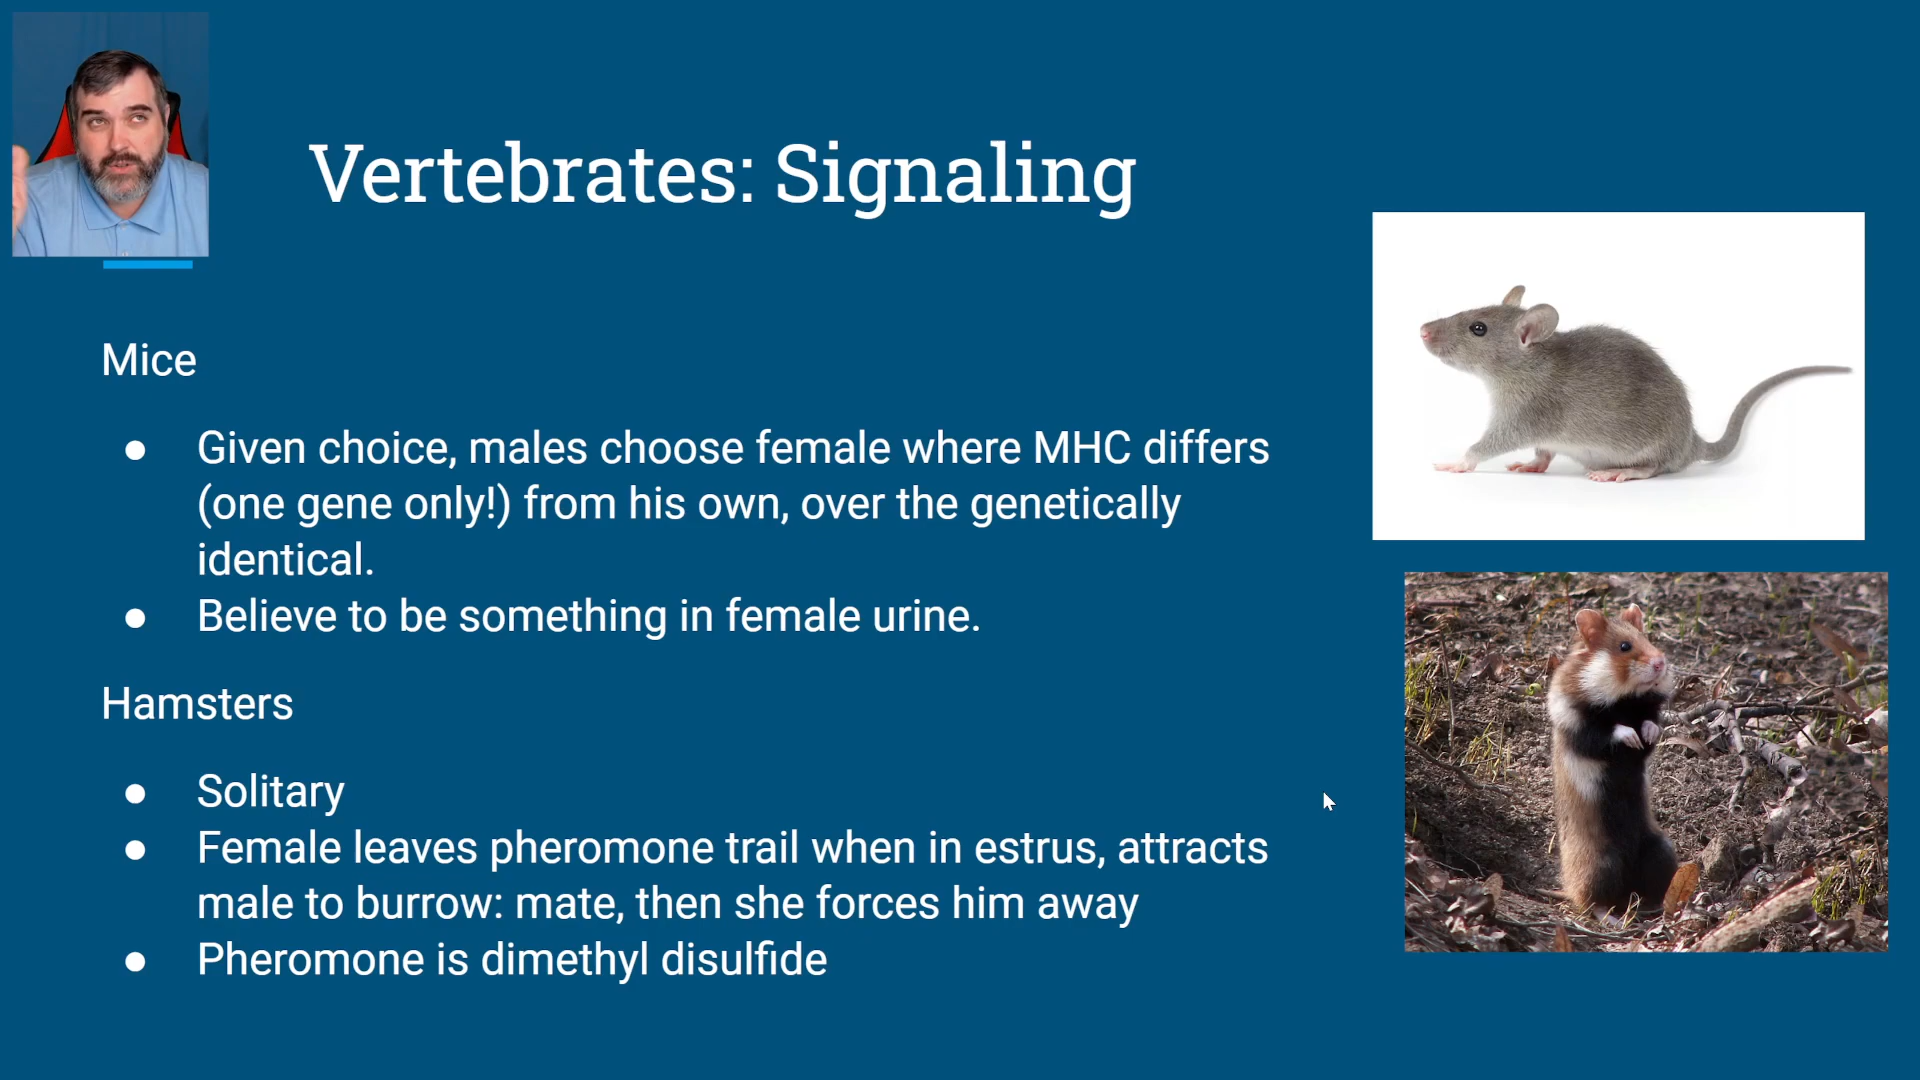 Vertebrates: Signaling
Mice
● Given choice, males choose female where MHC differs
(one gene only!) from his own, over the genetically
identical.
● Believe to be something in female urine.
Hamsters
● Solitary
● Female leaves pheromone trail when in estrus, attracts
male to burrow: mate, then she forces him away
● Pheromone is dimethyl disulfide